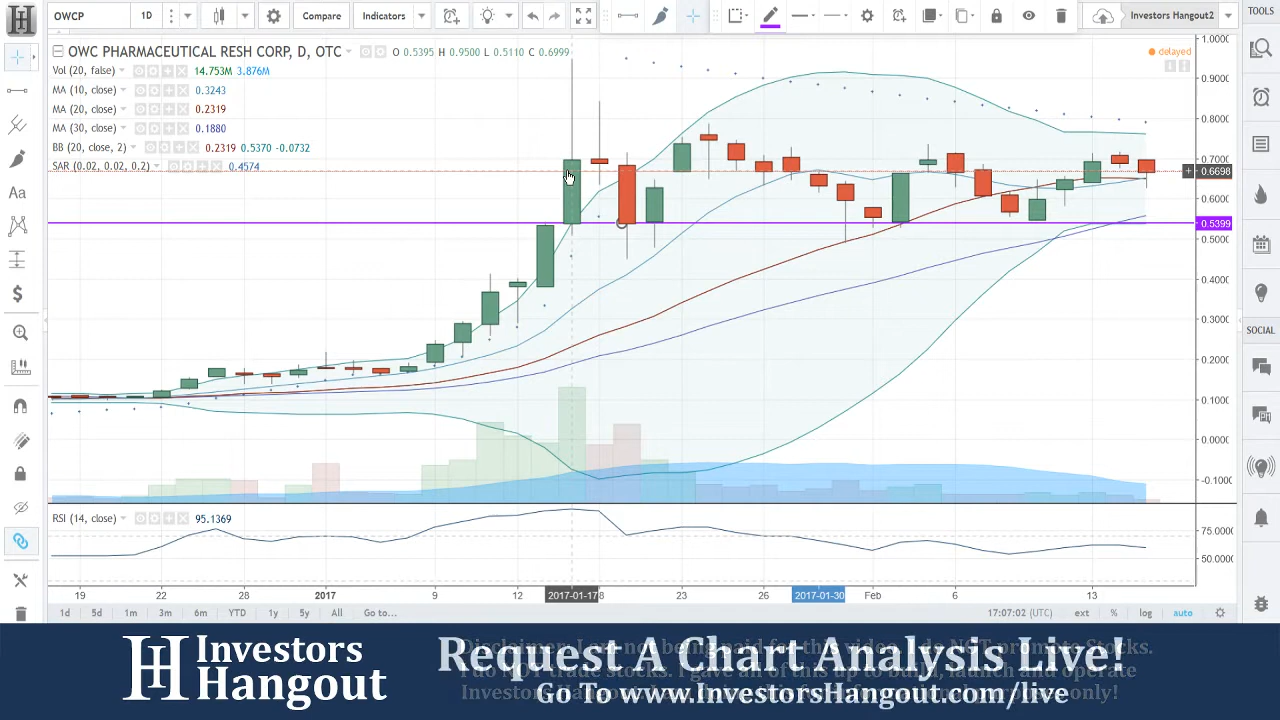 OWCP 1D Compare Indicators Investors Hangout2 TOOLS
OWC PHARMACEUTICAL RESH CORP, D, OTC O 0.5395 H 0.9500 L 0.5110 C 0.6999
delayed
Vol (20, false) 14.753M 3.876M
MA (10, close) 0.3243
MA (20, close) 0.2319
MA (30, close) 0.1880
BB (20, close, 2) 0.2319 0.5370 -0.0732
SAR (0.02, 0.02, 0.2) 0.4574
1.0000
0.9000
0.8000
0.7000
0.6698
0.6000
0.5399
0.5000
0.4000
0.3000
0.2000
0.1000
0.0000
-0.1000
SOCIAL
RSI (14, close) 95.1369
75.0000
50.0000
19 22 28 2017 9 12 2017-01-17 8 23 26 2017-01-30 Feb 6 13
1d 5d 1m 3m 6m YTD 1y 5y All Go to... 17:07:02 (UTC) ext % log auto
Investors
Hangout
Request A Chart Analysis Live!
Go To www.InvestorsHangout.com/live